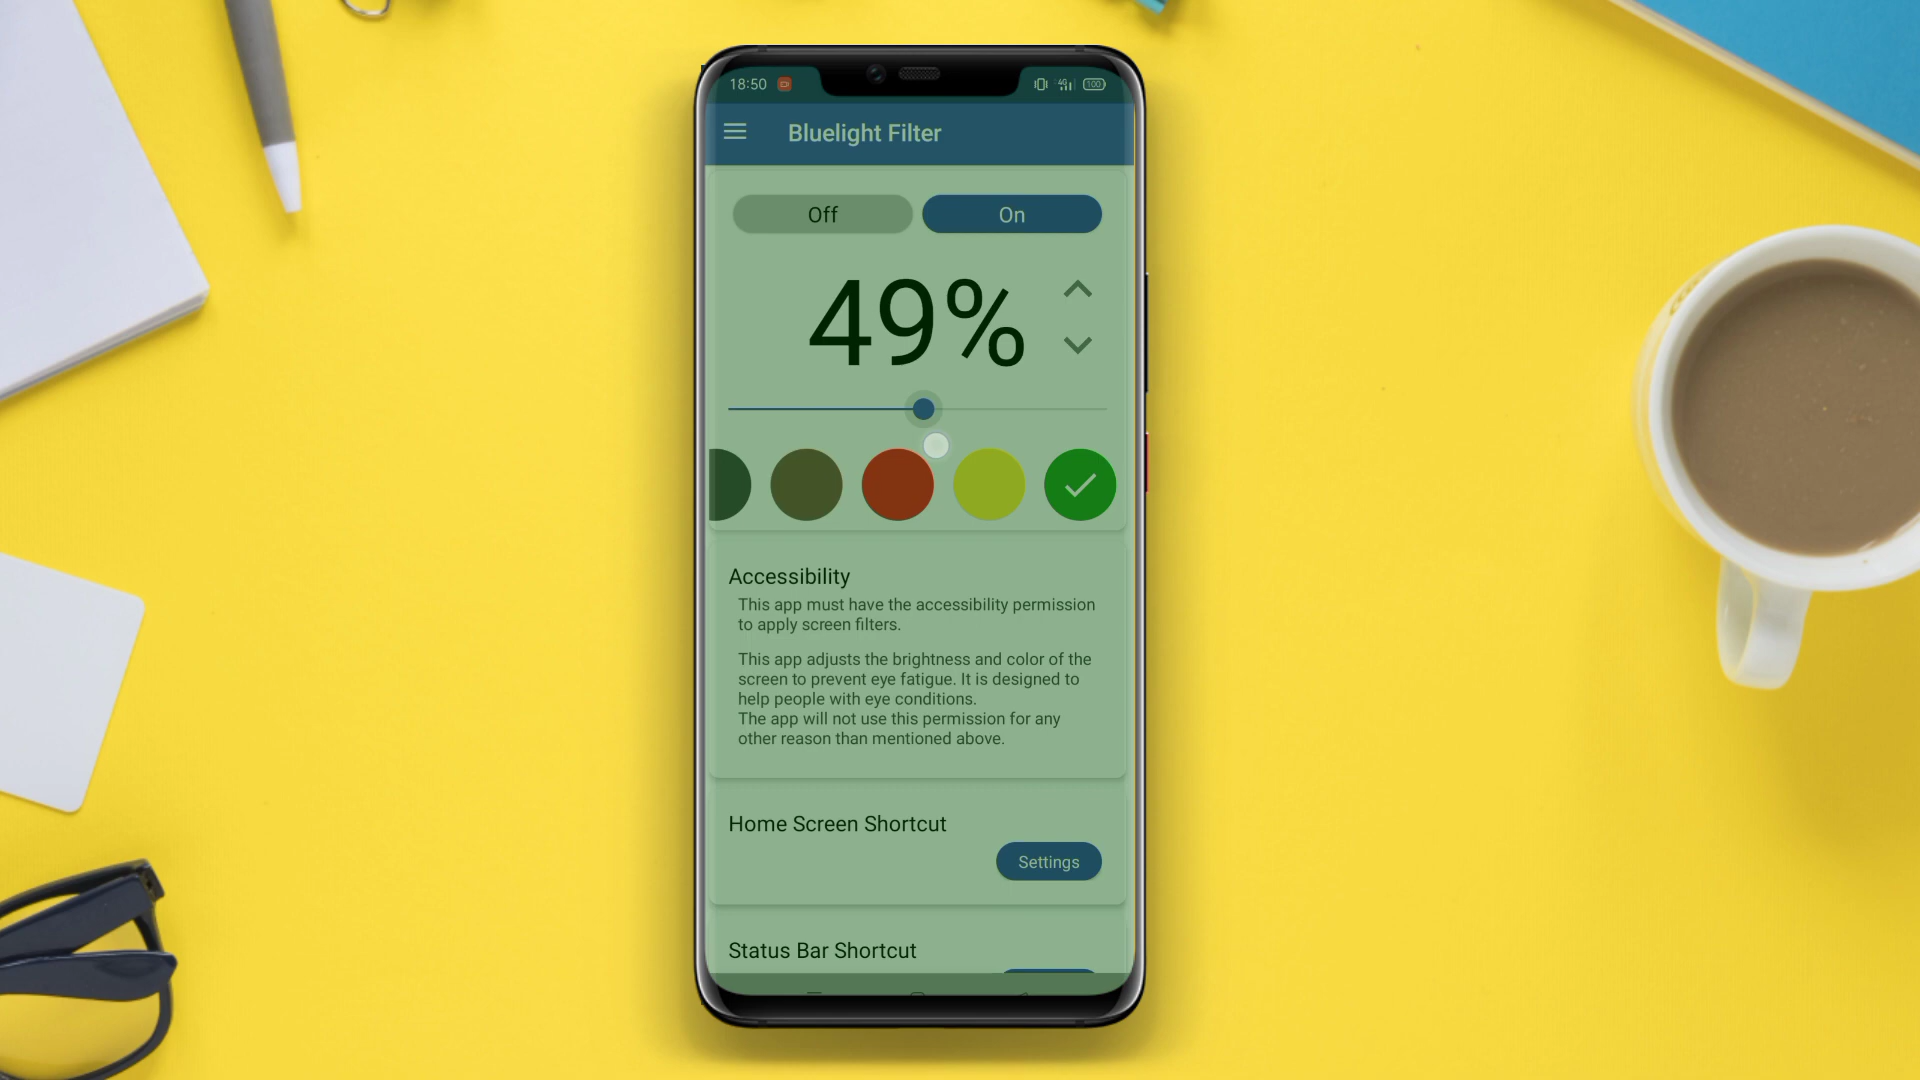 18:50
4G
100
Bluelight Filter
Off
On
49%
Accessibility
This app must have the accessibility permission
to apply screen filters.
This app adjusts the brightness and color of the
screen to prevent eye fatigue. It is designed to
help people with eye conditions.
The app will not use this permission for any
other reason than mentioned above.
Home Screen Shortcut
Settings
Status Bar Shortcut